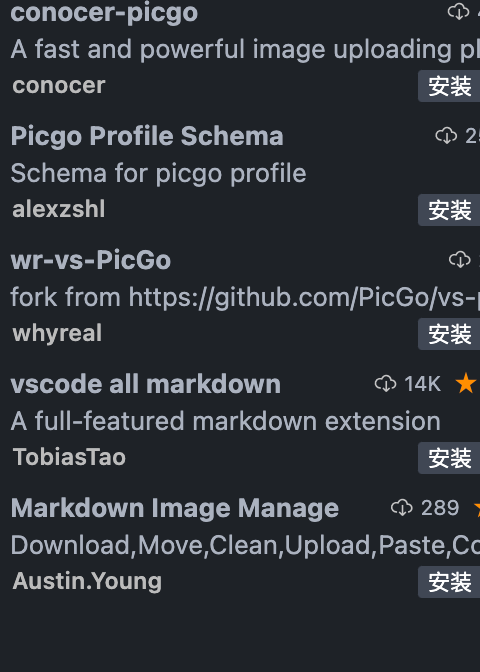 conocer-picgo
A fast and powerful image uploading
conocer 安装
Picgo Profile Schema
Schema for picgo profile
alexzshl 安装
wr-vs-PicGo
fork from https://github.com/PicGo/vs-
whyreal 安装
vscode all markdown 14K
A full-featured markdown extension
TobiasTao 安装
Markdown Image Manage 289
Download,Move,Clean,Upload,Paste,
Austin.Young 安装